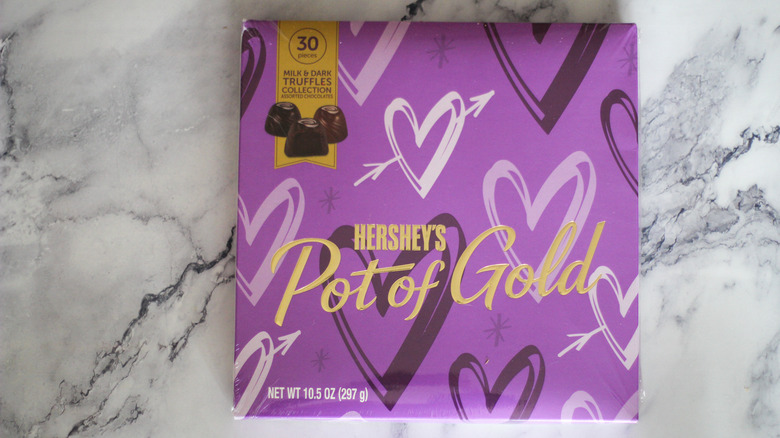 30
pieces
MILK & DARK
TRUFFLES
COLLECTION
ASSORTED CHOCOLATES
HERSHEY'S
Pot of Gold
NET WT 10.5 OZ (297 g)